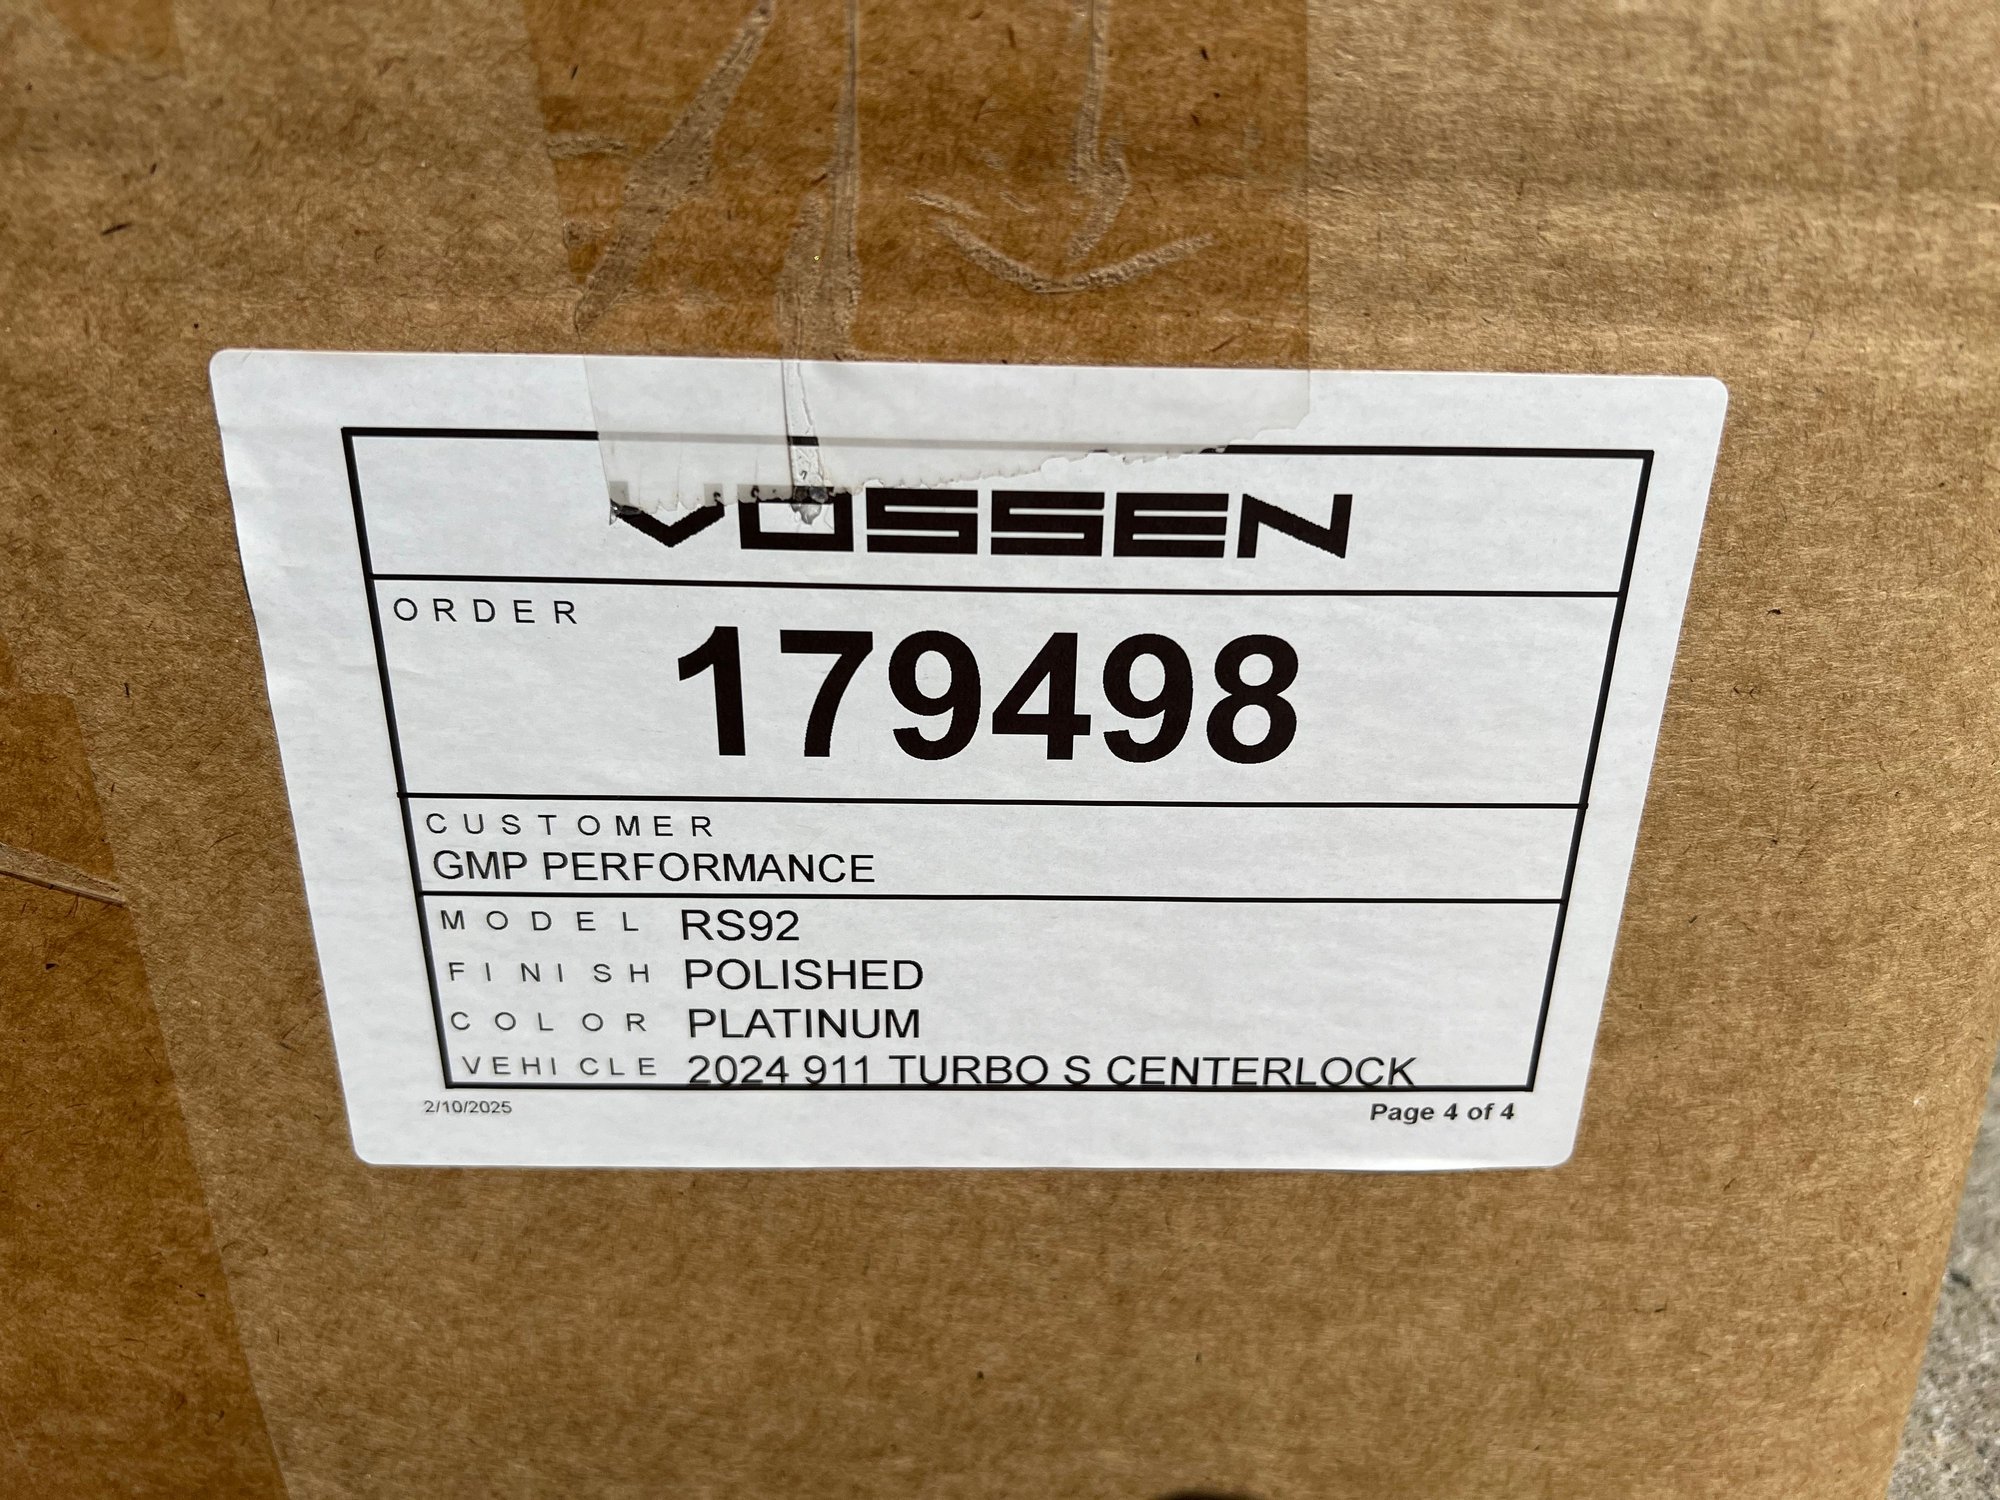 VOSSEN
ORDER
179498
CUSTOMER
GMP PERFORMANCE
MODEL RS92
FINISH POLISHED
COLOR PLATINUM
VEHICLE 2024 911 TURBO S CENTERLOCK
2/10/2025 Page 4 of 4